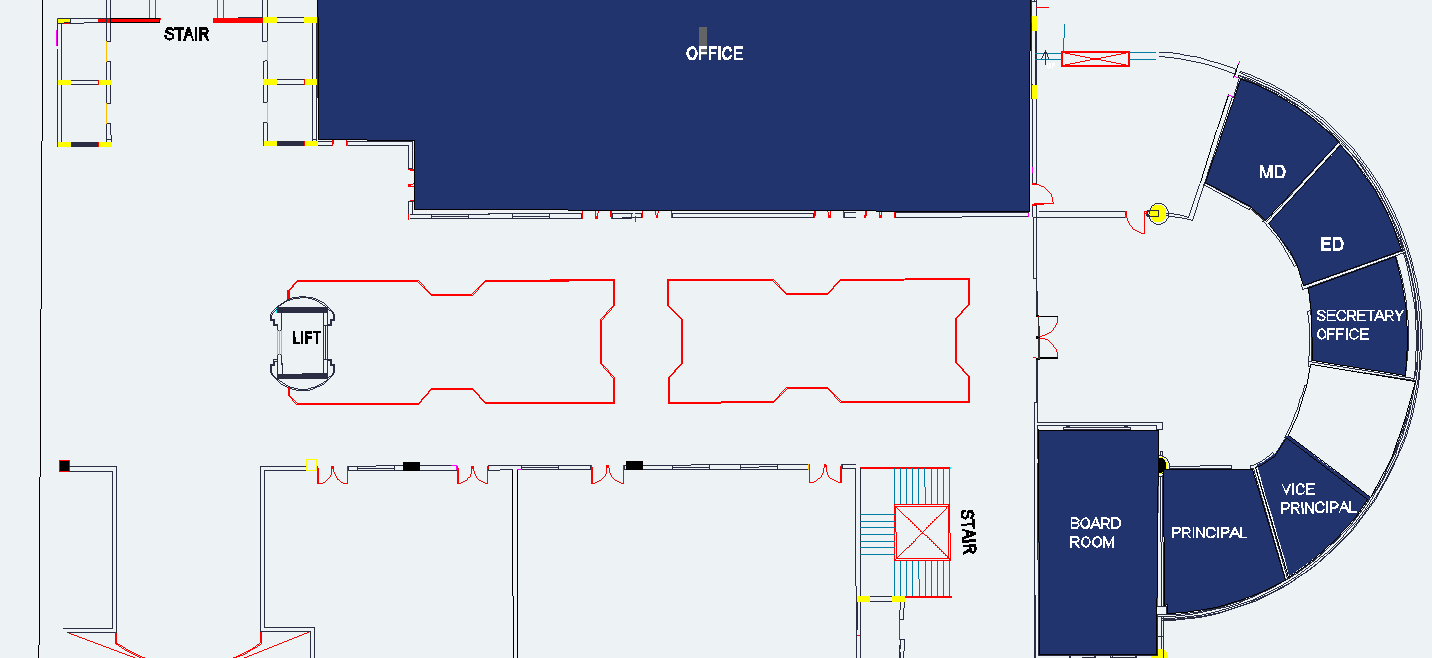 STAIR
OFFICE
MD
ED
SECRETARY
OFFICE
LIFT
VICE
PRINCIPAL
PRINCIPAL
BOARD
ROOM
STAIR